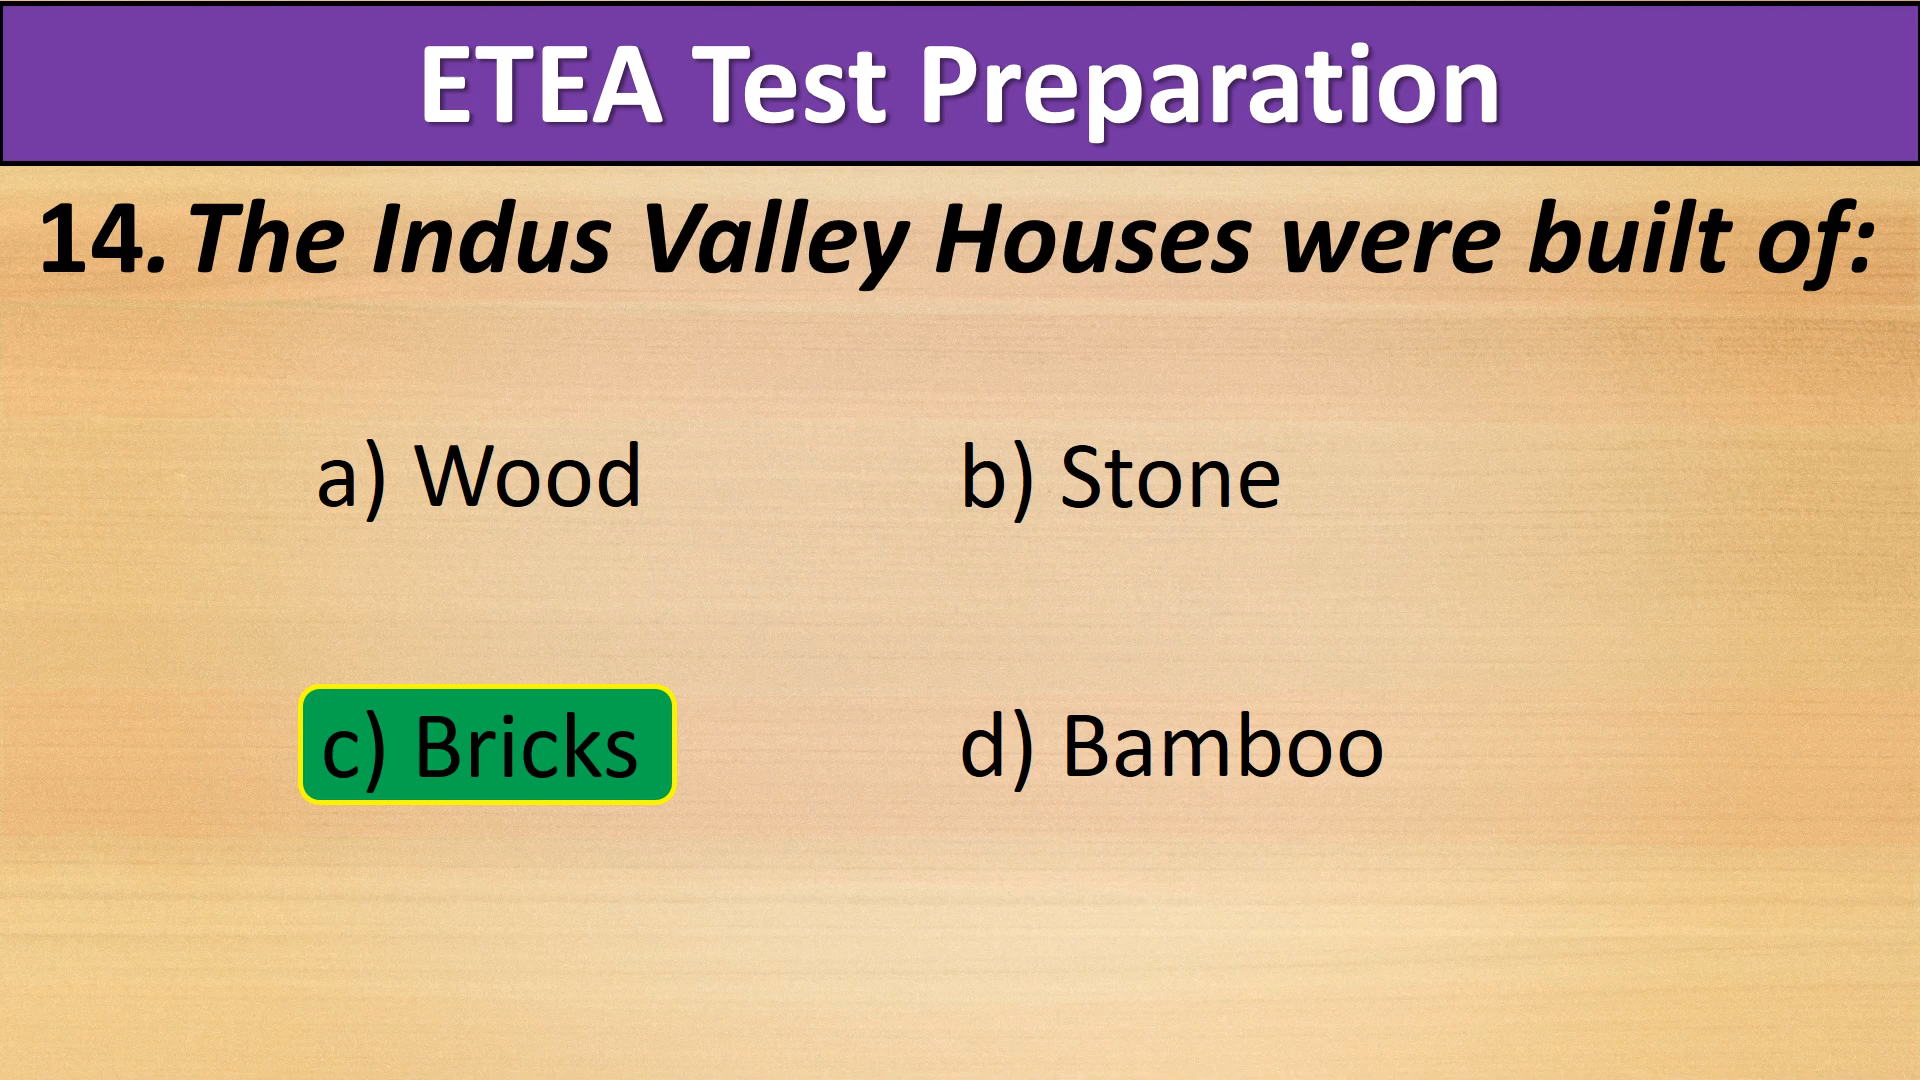 ETEA Test Preparation
14. The Indus Valley Houses were built of:
a) Wood
b) Stone
c) Bricks
d) Bamboo